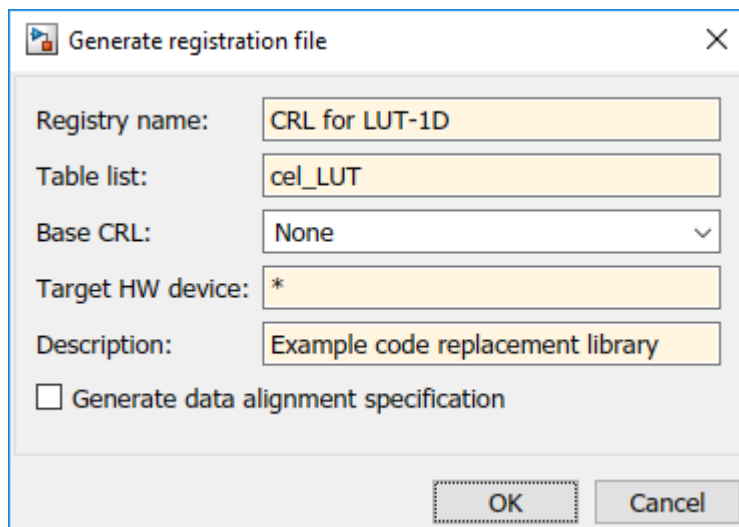 Generate registration file
Registry name: CRL for LUT-1D
Table list: cel_LUT
Base CRL: None
Target HW device: *
Description: Example code replacement library
Generate data alignment specification
OK Cancel